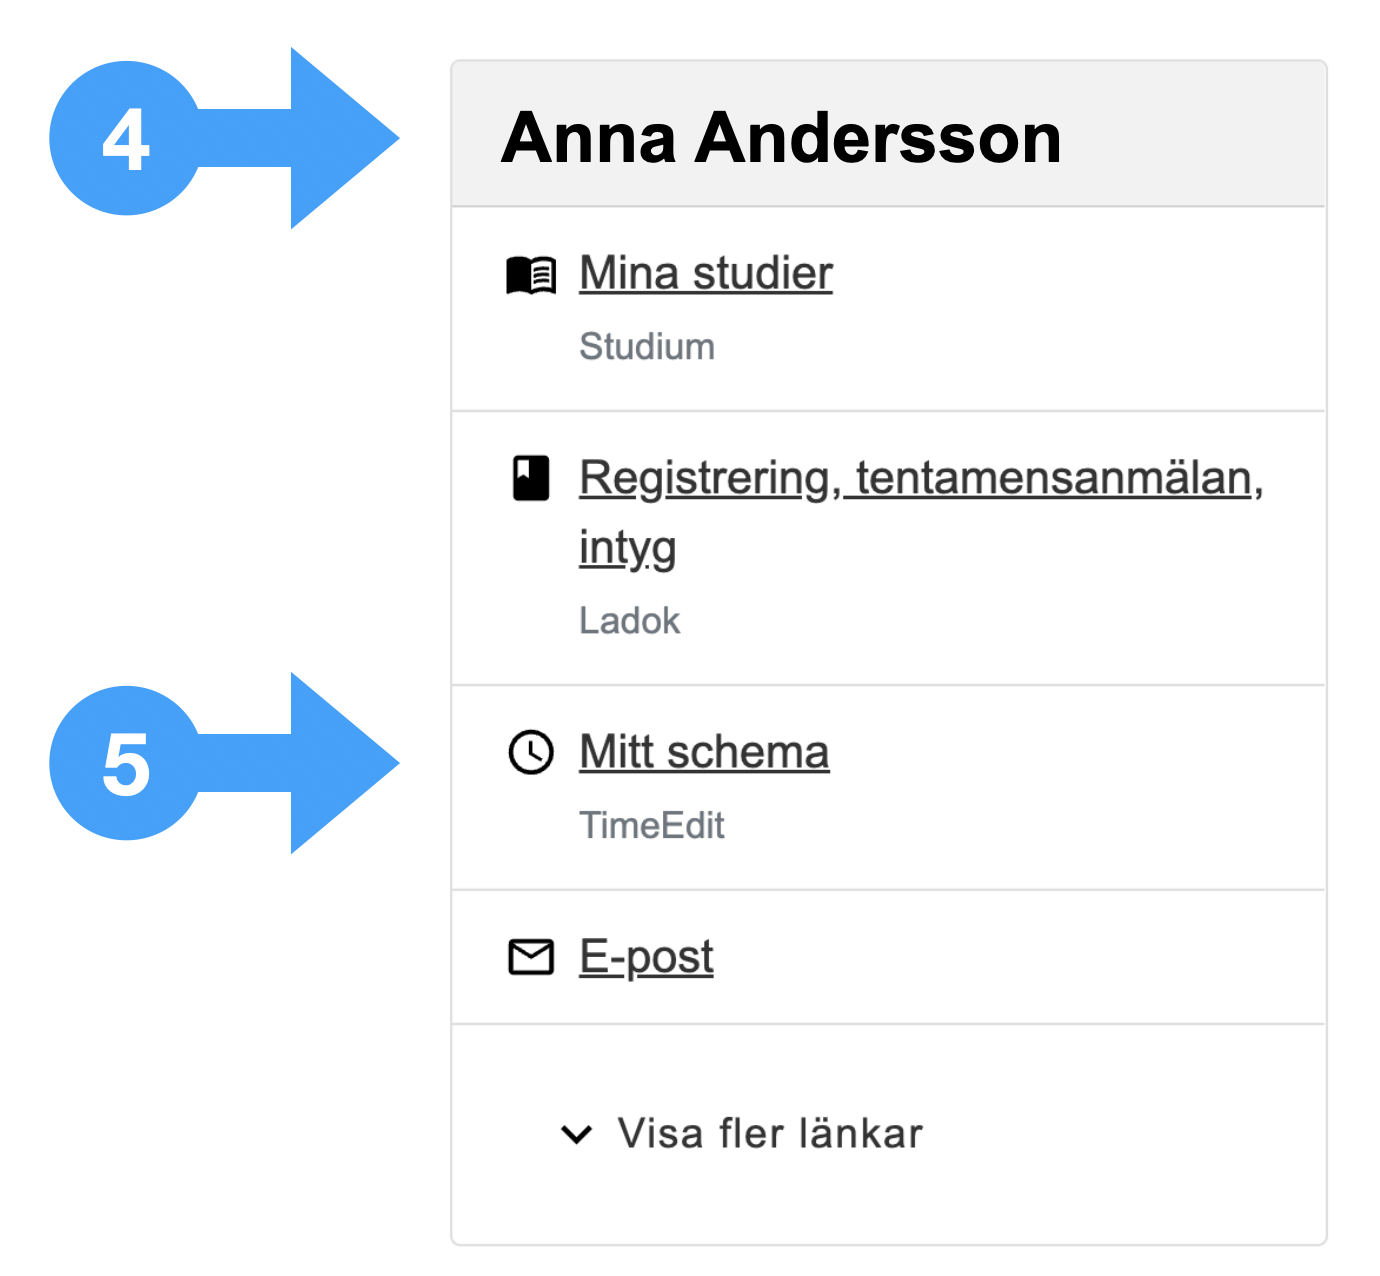 4
Anna Andersson
Mina studier
Studium
Registrering, tentamensanmälan,
intyg
Ladok
5
Mitt schema
TimeEdit
E-post
Visa fler länkar